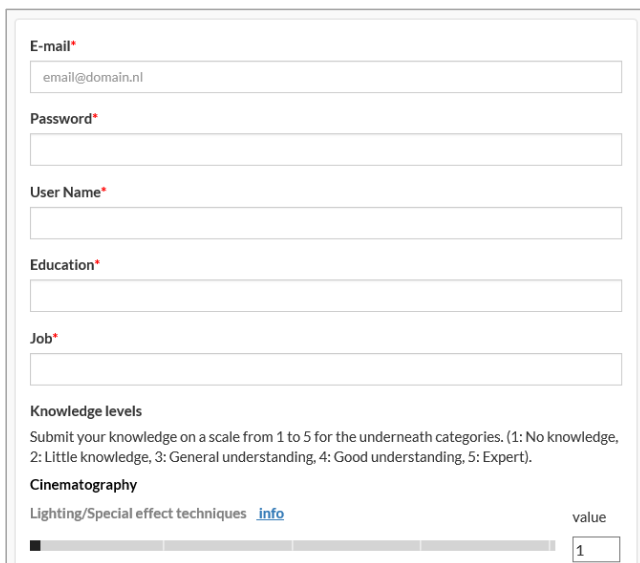 E-mail*
email@domain.nl
Password*
User Name*
Education*
Job*
Knowledge levels
Submit your knowledge on a scale from 1 to 5 for the underneath categories. (1: No knowledge,
2: Little knowledge, 3: General understanding, 4: Good understanding, 5: Expert).
Cinematography
Lighting/Special effect techniques info
value
1